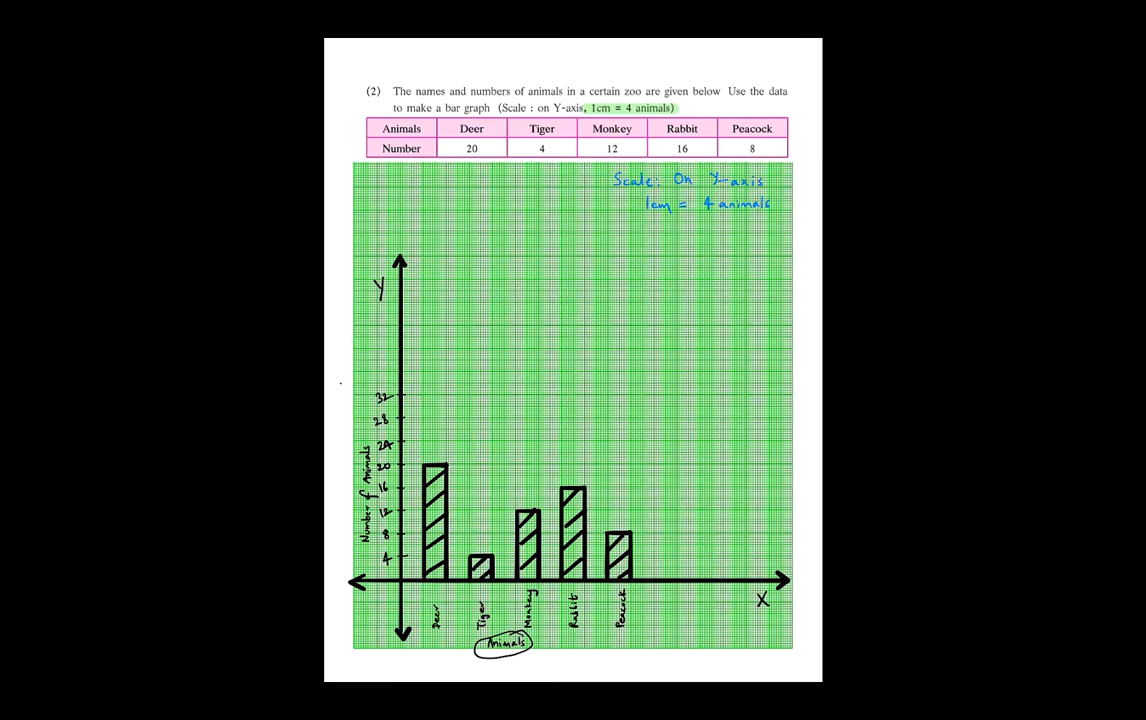 (2) The names and numbers of animals in a certain zoo are given below Use the data
to make a bar graph (Scale : on Y-axis, 1cm = 4 animals)
Animals Deer Tiger Monkey Rabbit Peacock
Number 20 4 12 16 8
Scale: On Y-axis
1cm = 4 animals
Y
32
28
24
20
16
12
8
4
Number of Animals
X
Deer Tiger Monkey Rabbit Peacock
Animals